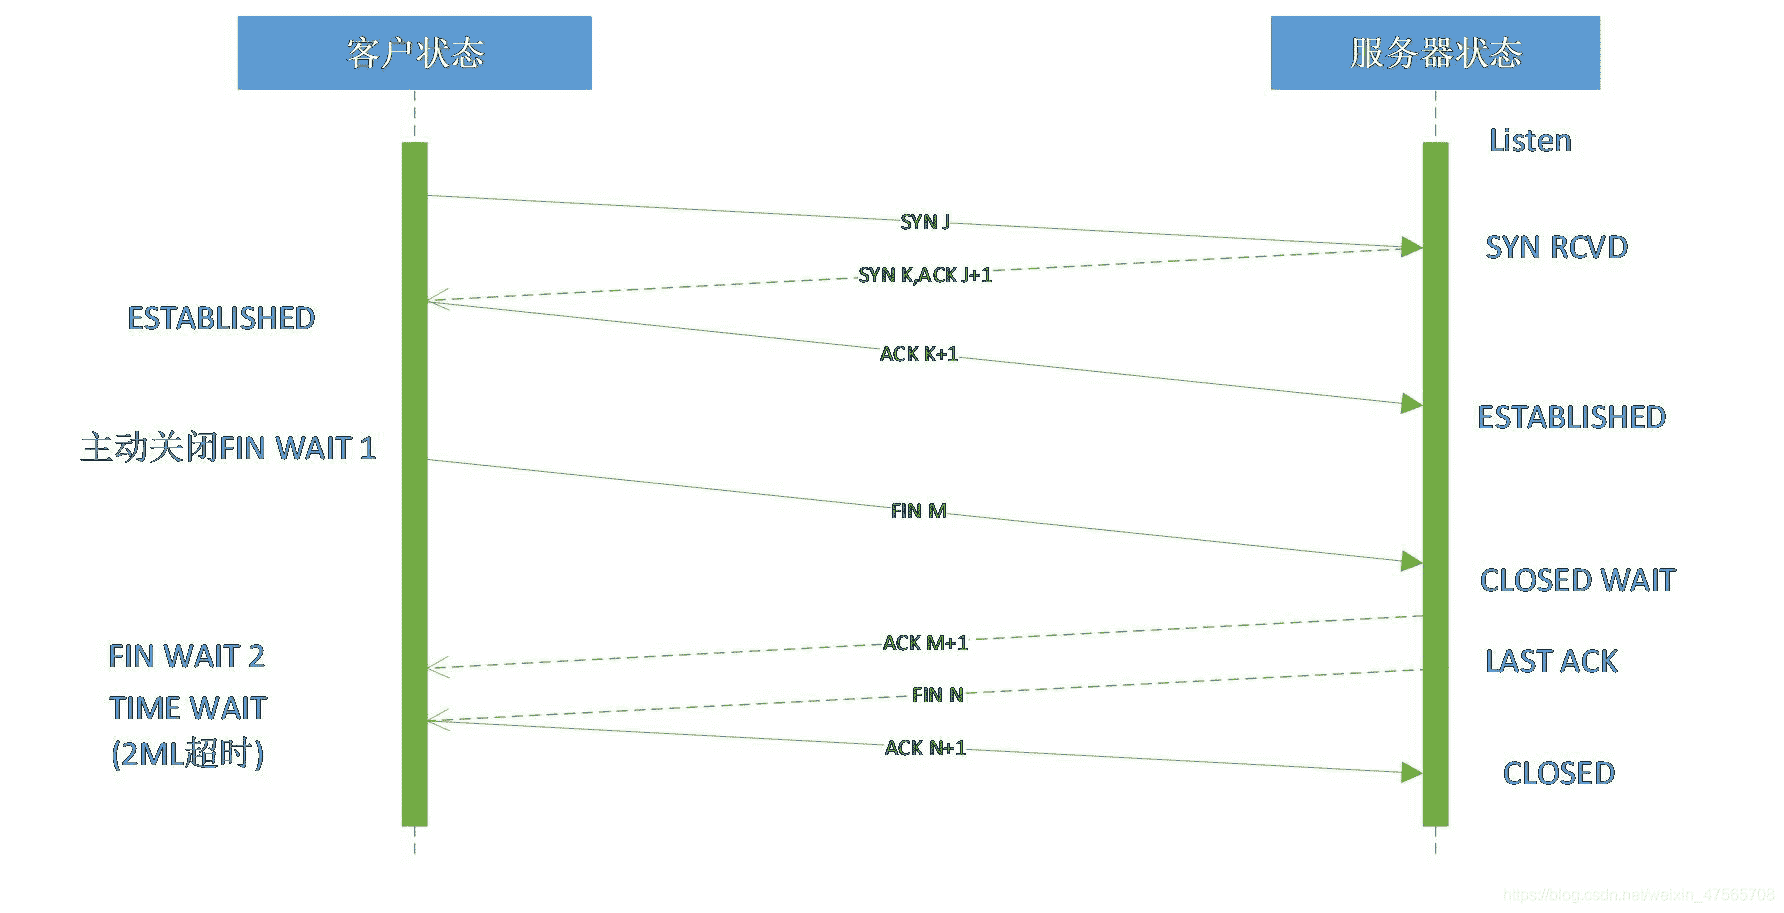 客户状态
服务器状态
Listen
SYN J
SYN RCVD
SYN K,ACK J+1
ESTABLISHED
ACK K+1
ESTABLISHED
主动关闭FIN WAIT 1
FIN M
CLOSED WAIT
ACK M+1
FIN WAIT 2
LAST ACK
FIN N
TIME WAIT
(2ML超时)
ACK N+1
CLOSED
https://blog.csdn.net/weixin_47565708